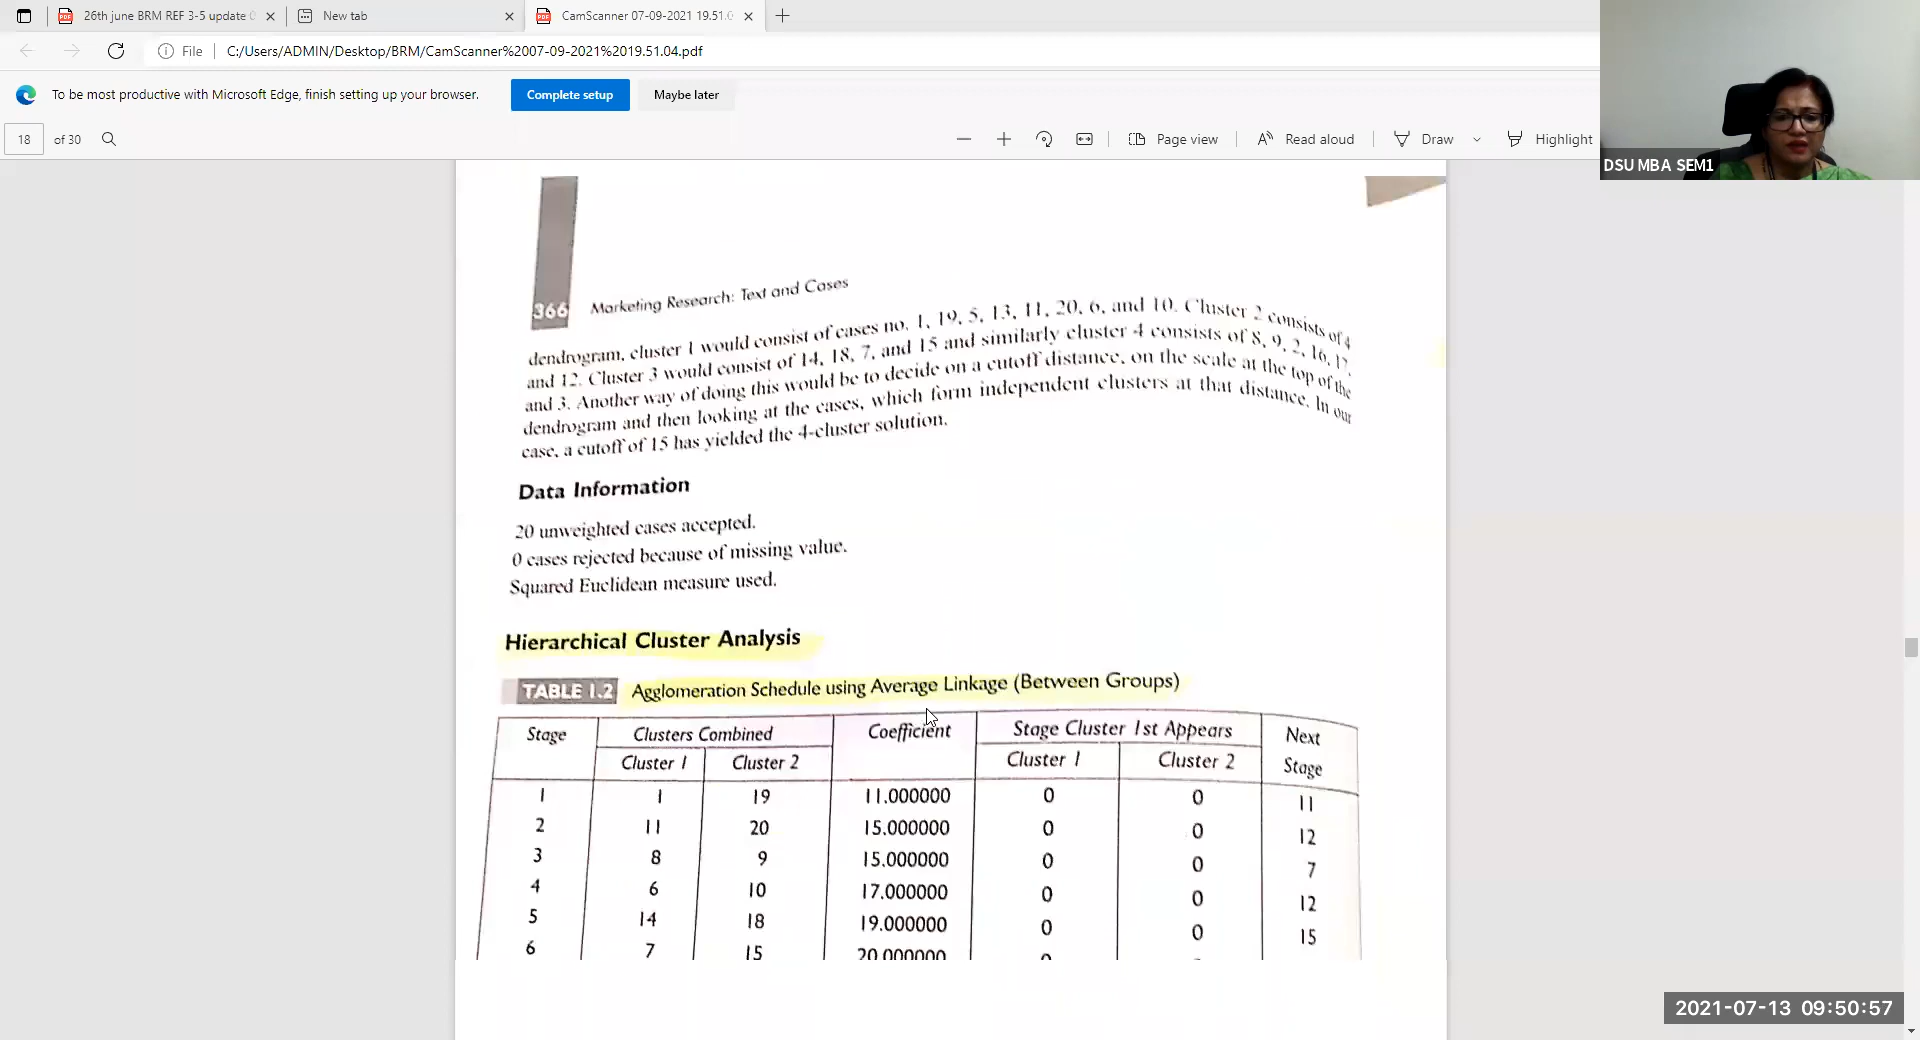 26th june BRM REF 3-5 update
New tab
CamScanner 07-09-2021 19.51.0
File
C:/Users/ADMIN/Desktop/BRM/CamScanner%2007-09-2021%2019.51.04.pdf
To be most productive with Microsoft Edge, finish setting up your browser.
Complete setup
Maybe later
18 of 30
Page view
Read aloud
Draw
Highlight
DSU MBA SEM1
366 Marketing Research: Text and Cases
dendrogram, cluster 1 would consist of cases no. 1, 19, 5, 13, 11, 20, 6, and 10. Cluster 2 consists of 4
and 12. Cluster 3 would consist of 14, 18, 7, and 15 and similarly cluster 4 consists of 8, 9, 2, 16, 17,
and 3. Another way of doing this would be to decide on a cutoff distance, on the scale at the top of the
dendrogram and then looking at the cases, which form independent clusters at that distance. In our
case, a cutoff of 15 has yielded the 4-cluster solution.
Data Information
20 unweighted cases accepted.
0 cases rejected because of missing value.
Squared Euclidean measure used.
Hierarchical Cluster Analysis
TABLE 1.2 Agglomeration Schedule using Average Linkage (Between Groups)
Stage Clusters Combined Coefficient Stage Cluster 1st Appears Next Stage
Cluster 1 Cluster 2 Cluster 1 Cluster 2
1 1 19 11.000000 0 0 11
2 11 20 15.000000 0 0 12
3 8 9 15.000000 0 0 7
4 6 10 17.000000 0 0 12
5 14 18 19.000000 0 0 15
6 7 15 20.000000 0
2021-07-13 09:50:57